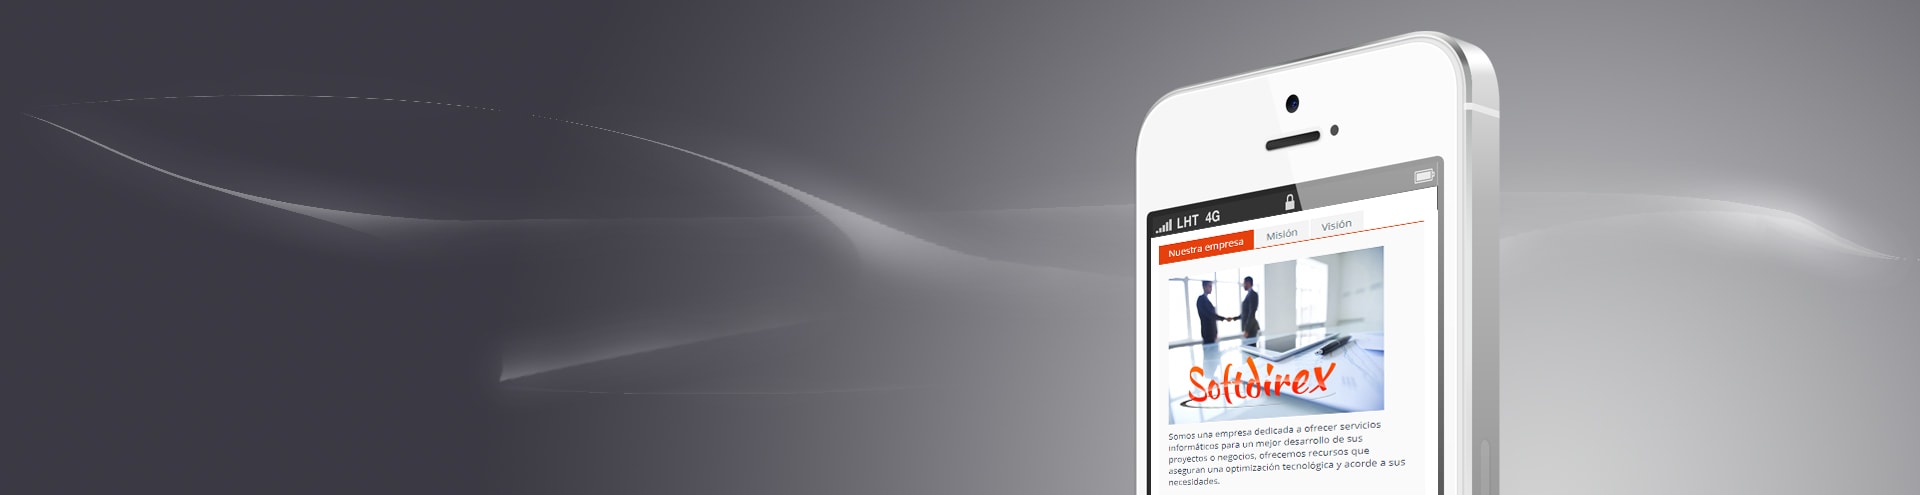 LHT 4G
Nuestra empresa Misión Visión
Softdirex
Somos una empresa dedicada a ofrecer servicios
informáticos para un mejor desarrollo de sus
proyectos o negocios, ofrecemos recursos que
aseguran una optimización tecnológica y acorde a sus
necesidades.